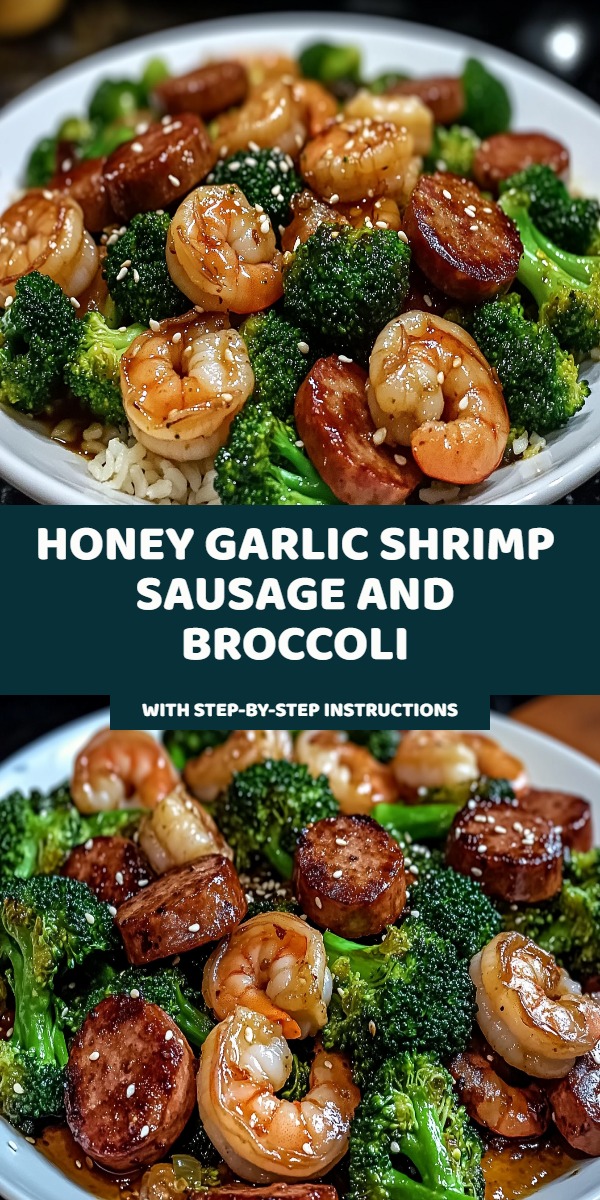 HONEY GARLIC SHRIMP
SAUSAGE AND
BROCCOLI
WITH STEP-BY-STEP INSTRUCTIONS